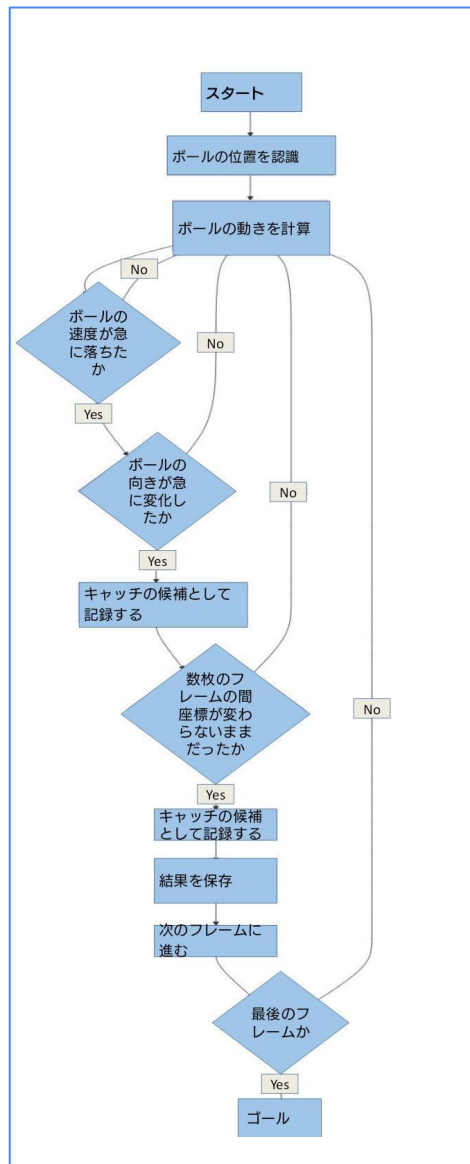 スタート
ボールの位置を認識
ボールの動きを計算
No
ボールの
速度が急
に落ちた
か
No
Yes
ボールの
向きが急
に変化し
たか
No
Yes
キャッチの候補として
記録する
数枚のフレームの間
座標が変わ
らないまま
だったか
No
Yes
キャッチの候補
として記録する
結果を保存
次のフレームに
進む
最後のフ
レームか
Yes
ゴール